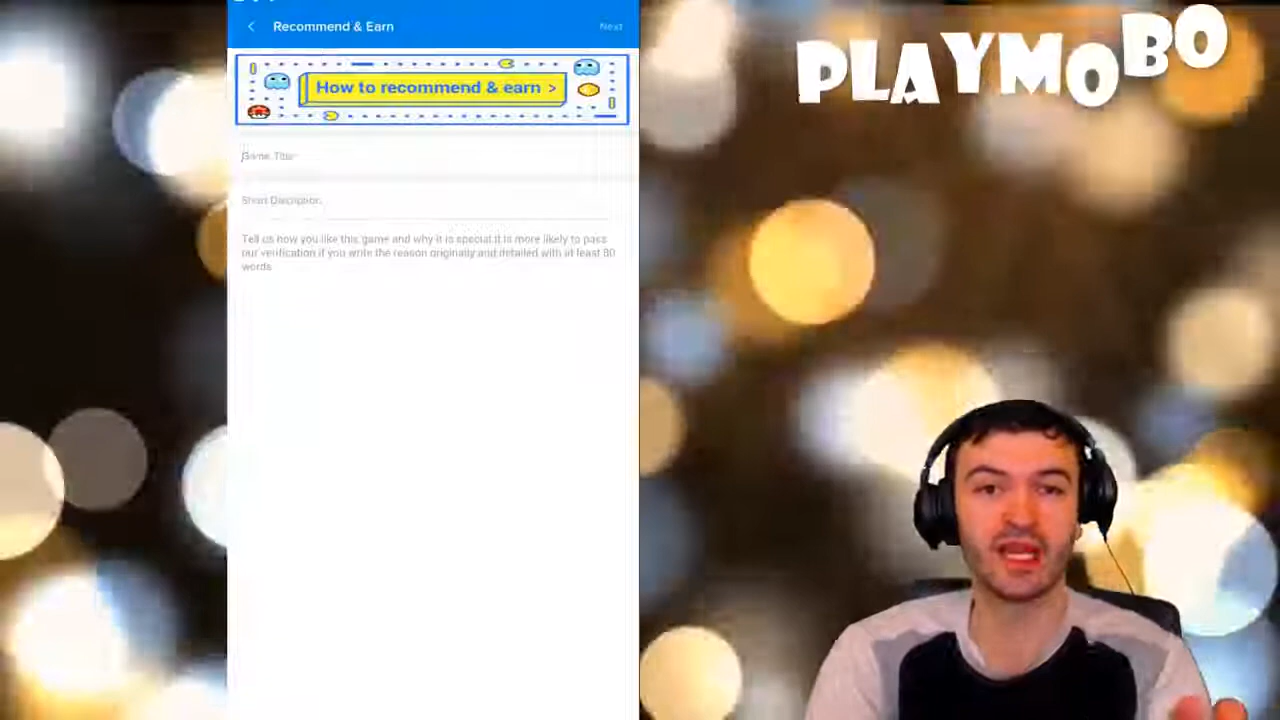 Recommend & Earn
Next
PLAYMOBO
How to recommend & earn >
Game Title
Short Description
Tell us how you like this game and why it is special.It is more likely to pass
our verification if you write the reason originally and detailed with at least 80
words